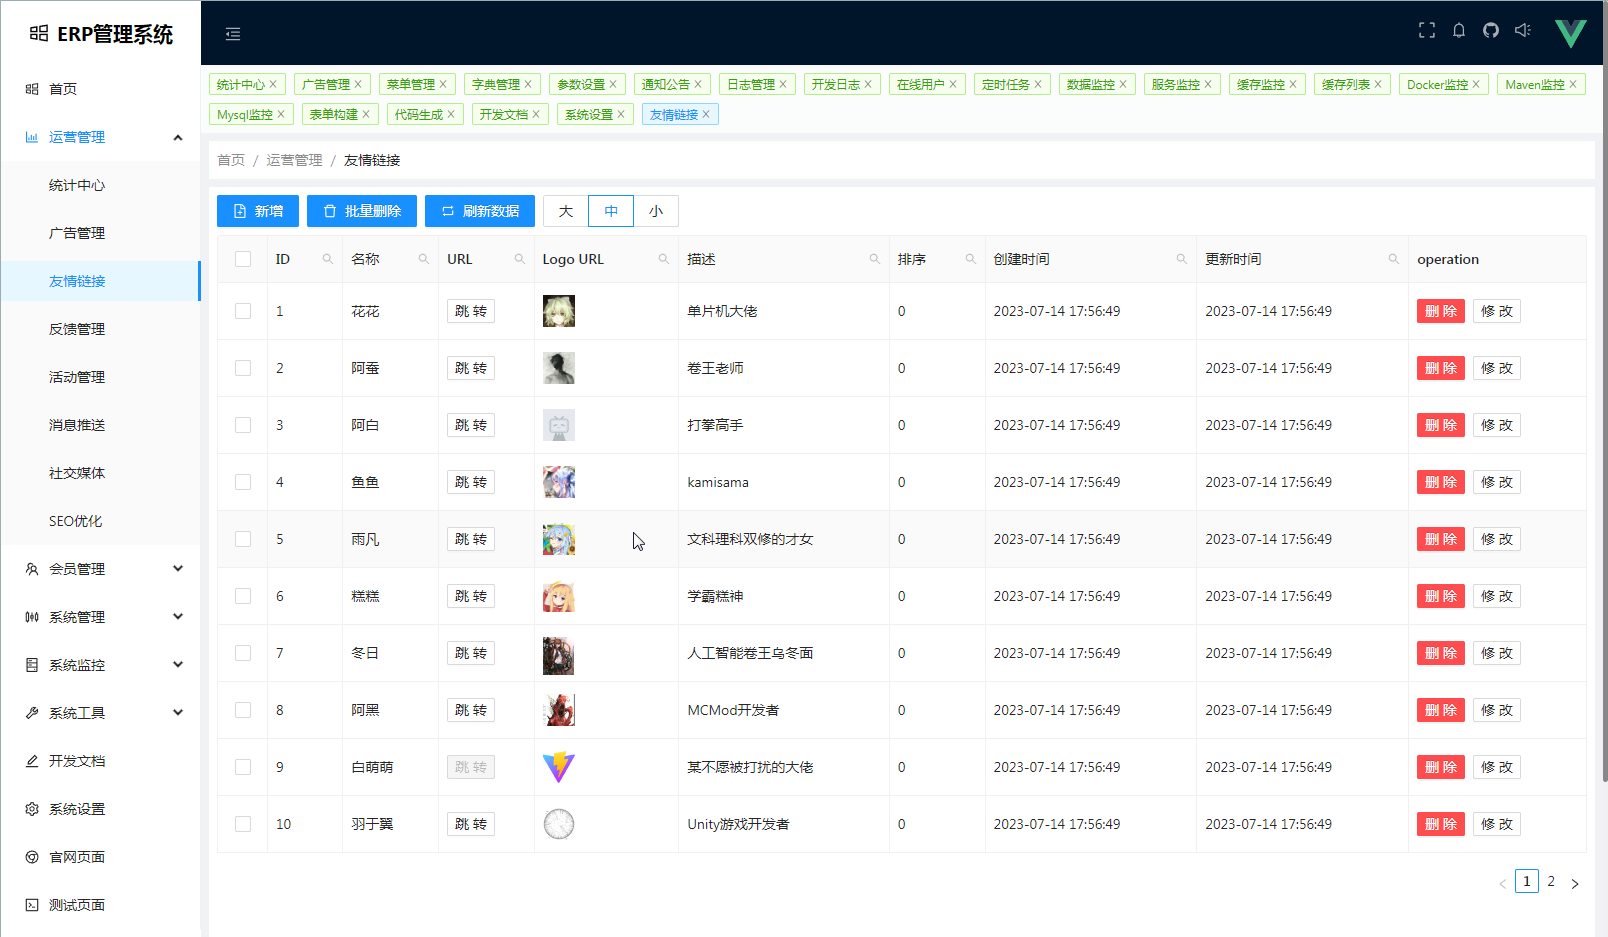 ERP管理系统
首页
运营管理
统计中心
广告管理
友情链接
反馈管理
活动管理
消息推送
社交媒体
SEO优化
会员管理
系统管理
系统监控
系统工具
开发文档
系统设置
官网页面
测试页面
统计中心 广告管理 菜单管理 字典管理 参数设置 通知公告 日志管理 开发日志 在线用户 定时任务 数据监控 服务监控 缓存监控 缓存列表 Docker监控 Maven监控
Mysql监控 表单构建 代码生成 开发文档 系统设置 友情链接
首页 / 运营管理 / 友情链接
新增 批量删除 刷新数据 大 中 小
ID 名称 URL Logo URL 描述 排序 创建时间 更新时间 operation
1 花花 跳 转 单片机大佬 0 2023-07-14 17:56:49 2023-07-14 17:56:49 删 除 修 改
2 阿蚕 跳 转 卷王老师 0 2023-07-14 17:56:49 2023-07-14 17:56:49 删 除 修 改
3 阿白 跳 转 打拳高手 0 2023-07-14 17:56:49 2023-07-14 17:56:49 删 除 修 改
4 鱼鱼 跳 转 kamisama 0 2023-07-14 17:56:49 2023-07-14 17:56:49 删 除 修 改
5 雨凡 跳 转 文科理科双修的才女 0 2023-07-14 17:56:49 2023-07-14 17:56:49 删 除 修 改
6 糕糕 跳 转 学霸糕神 0 2023-07-14 17:56:49 2023-07-14 17:56:49 删 除 修 改
7 冬日 跳 转 人工智能卷王乌冬面 0 2023-07-14 17:56:49 2023-07-14 17:56:49 删 除 修 改
8 阿黑 跳 转 MCMod开发者 0 2023-07-14 17:56:49 2023-07-14 17:56:49 删 除 修 改
9 白萌萌 跳 转 某不愿被打扰的大佬 0 2023-07-14 17:56:49 2023-07-14 17:56:49 删 除 修 改
10 羽于翼 跳 转 Unity游戏开发者 0 2023-07-14 17:56:49 2023-07-14 17:56:49 删 除 修 改
1 2